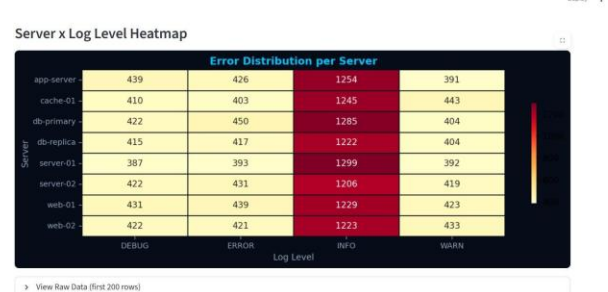 Server x Log Level Heatmap
Error Distribution per Server
app-server 439 426 1254 391
cache-01 410 403 1245 443
db-primary 422 450 1285 404
db-replica 415 417 1222 404
server-01 387 393 1299 392
server-02 422 431 1206 419
web-01 431 439 1229 423
web-02 422 421 1223 433
Server
DEBUG ERROR INFO WARN
Log Level
View Raw Data (first 200 rows)